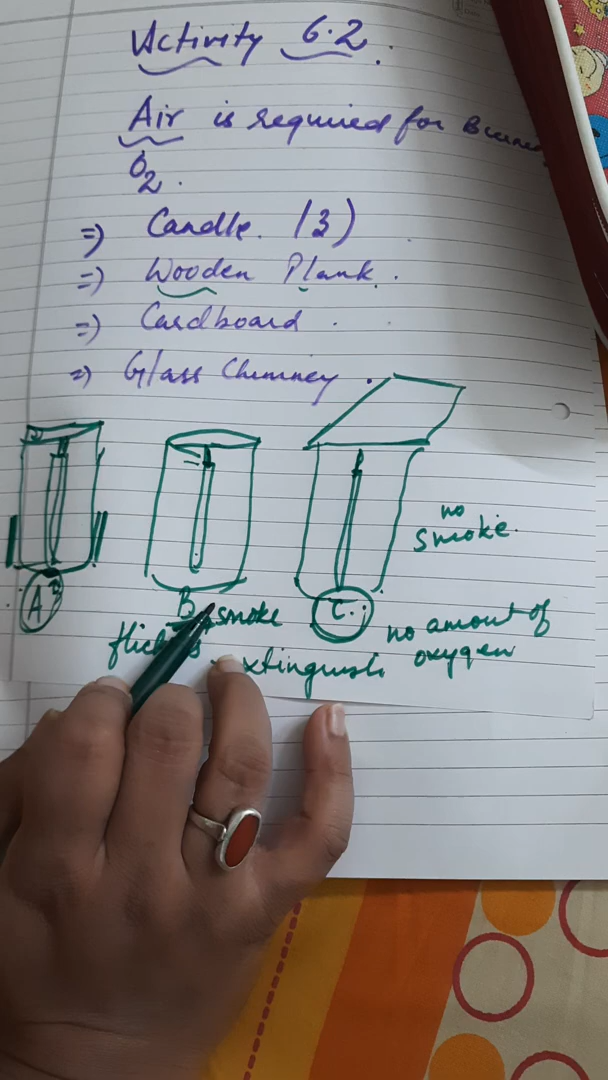 Activity 6.2.
Air is required for
O2.
=> Candle. (3)
=> Wooden Plank.
=> Cardboard.
=> Glass Chimney.
no
smoke.
A
B
C.
smoke
no amount of
oxygen